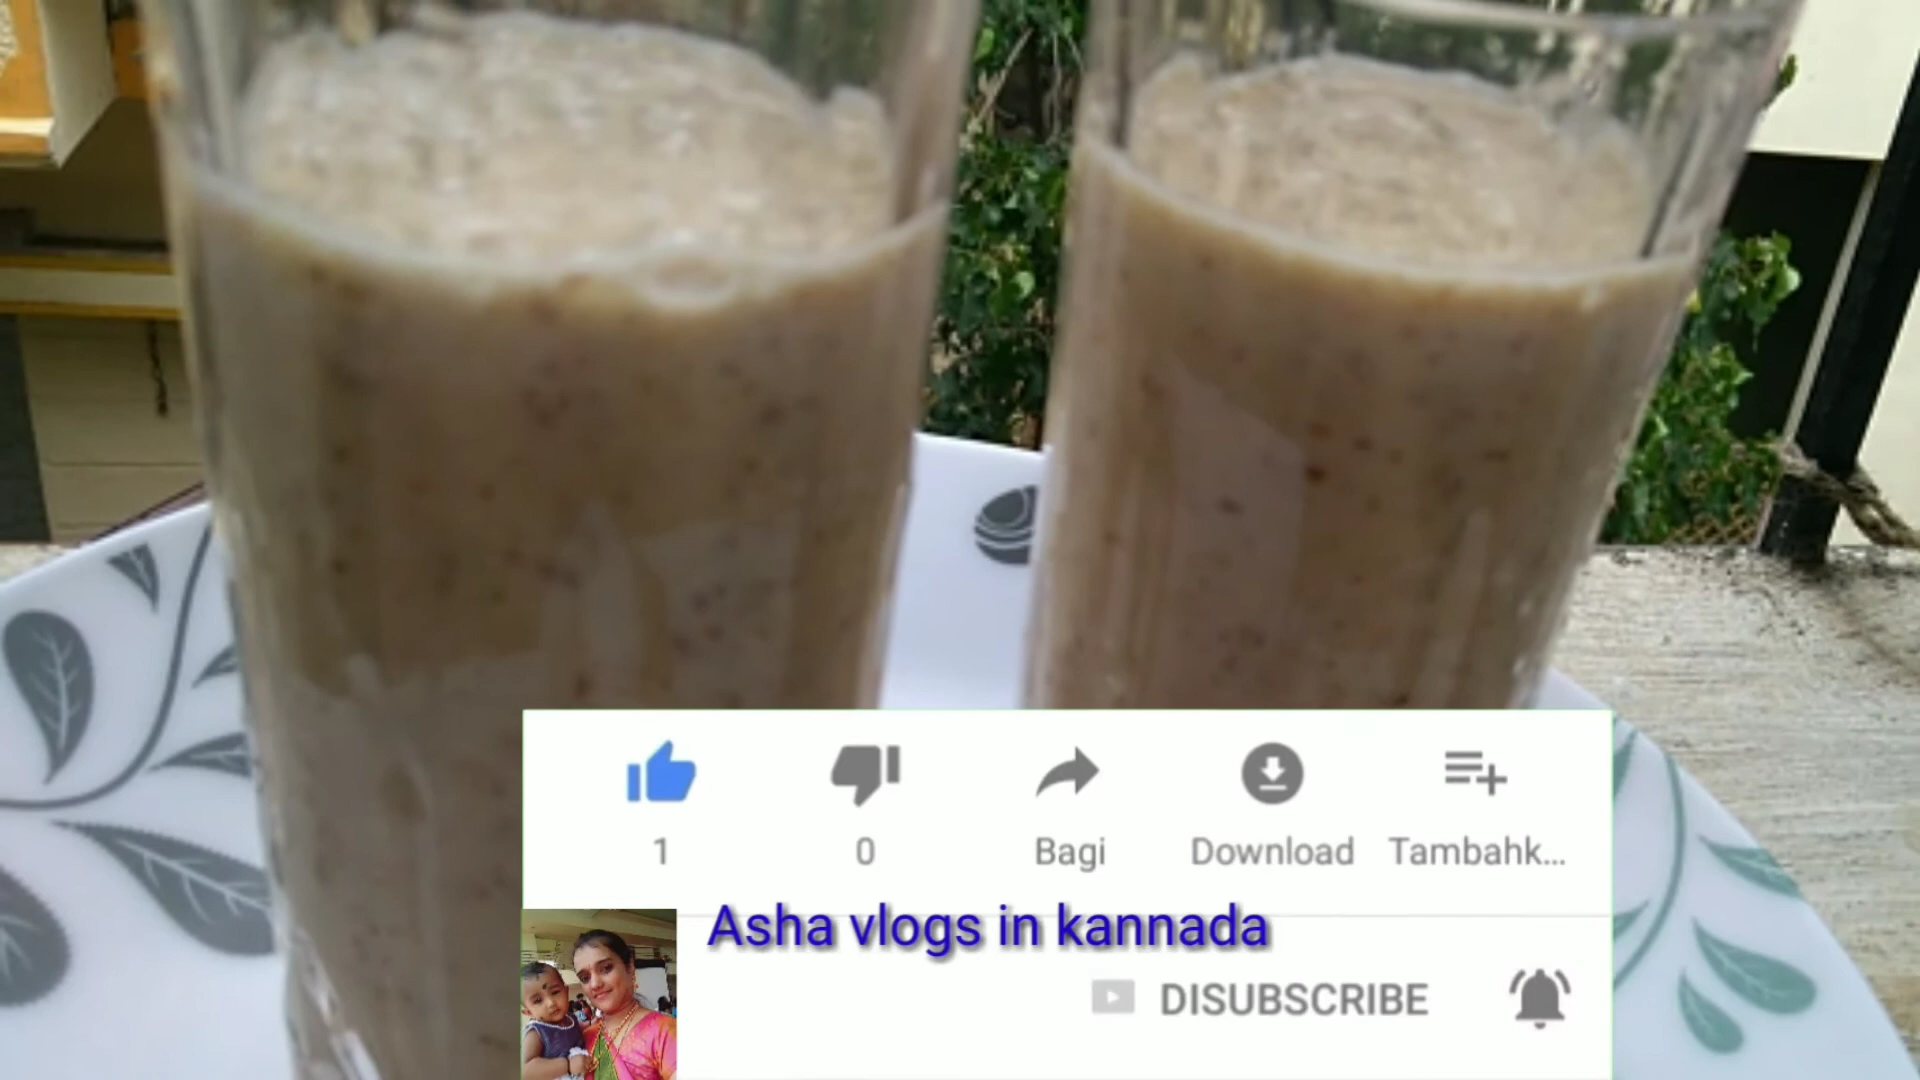 1
0
Bagi
Download
Tambahk...
Asha vlogs in kannada
DISUBSCRIBE